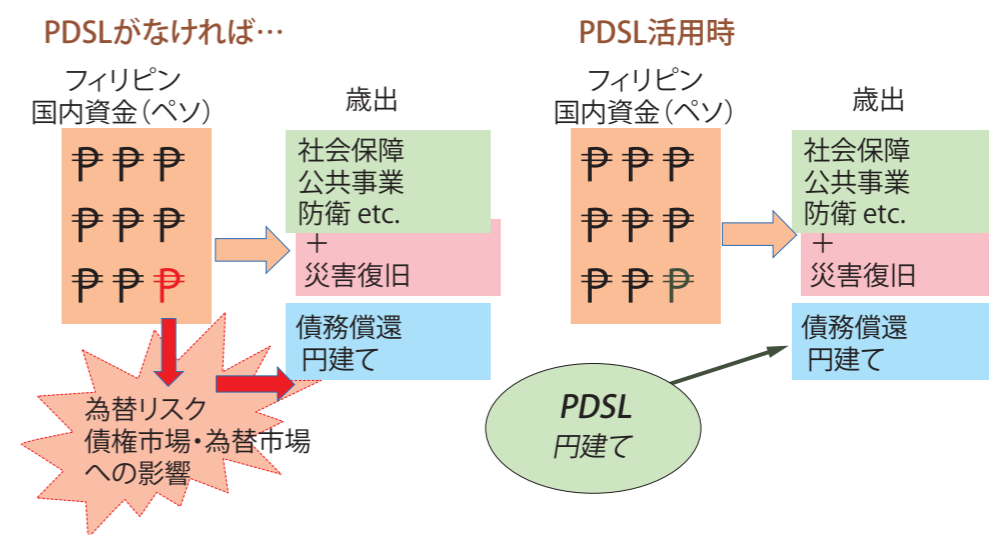 PDSLがなければ…
フィリピン
国内資金（ペソ）
歳出
₱ ₱ ₱
₱ ₱ ₱
₱ ₱ ₱
社会保障
公共事業
防衛 etc.
＋
災害復旧
債務償還
円建て
為替リスク
債権市場・為替市場
への影響
PDSL活用時
フィリピン
国内資金（ペソ）
歳出
₱ ₱ ₱
₱ ₱ ₱
₱ ₱ ₱
社会保障
公共事業
防衛 etc.
＋
災害復旧
債務償還
円建て
PDSL
円建て